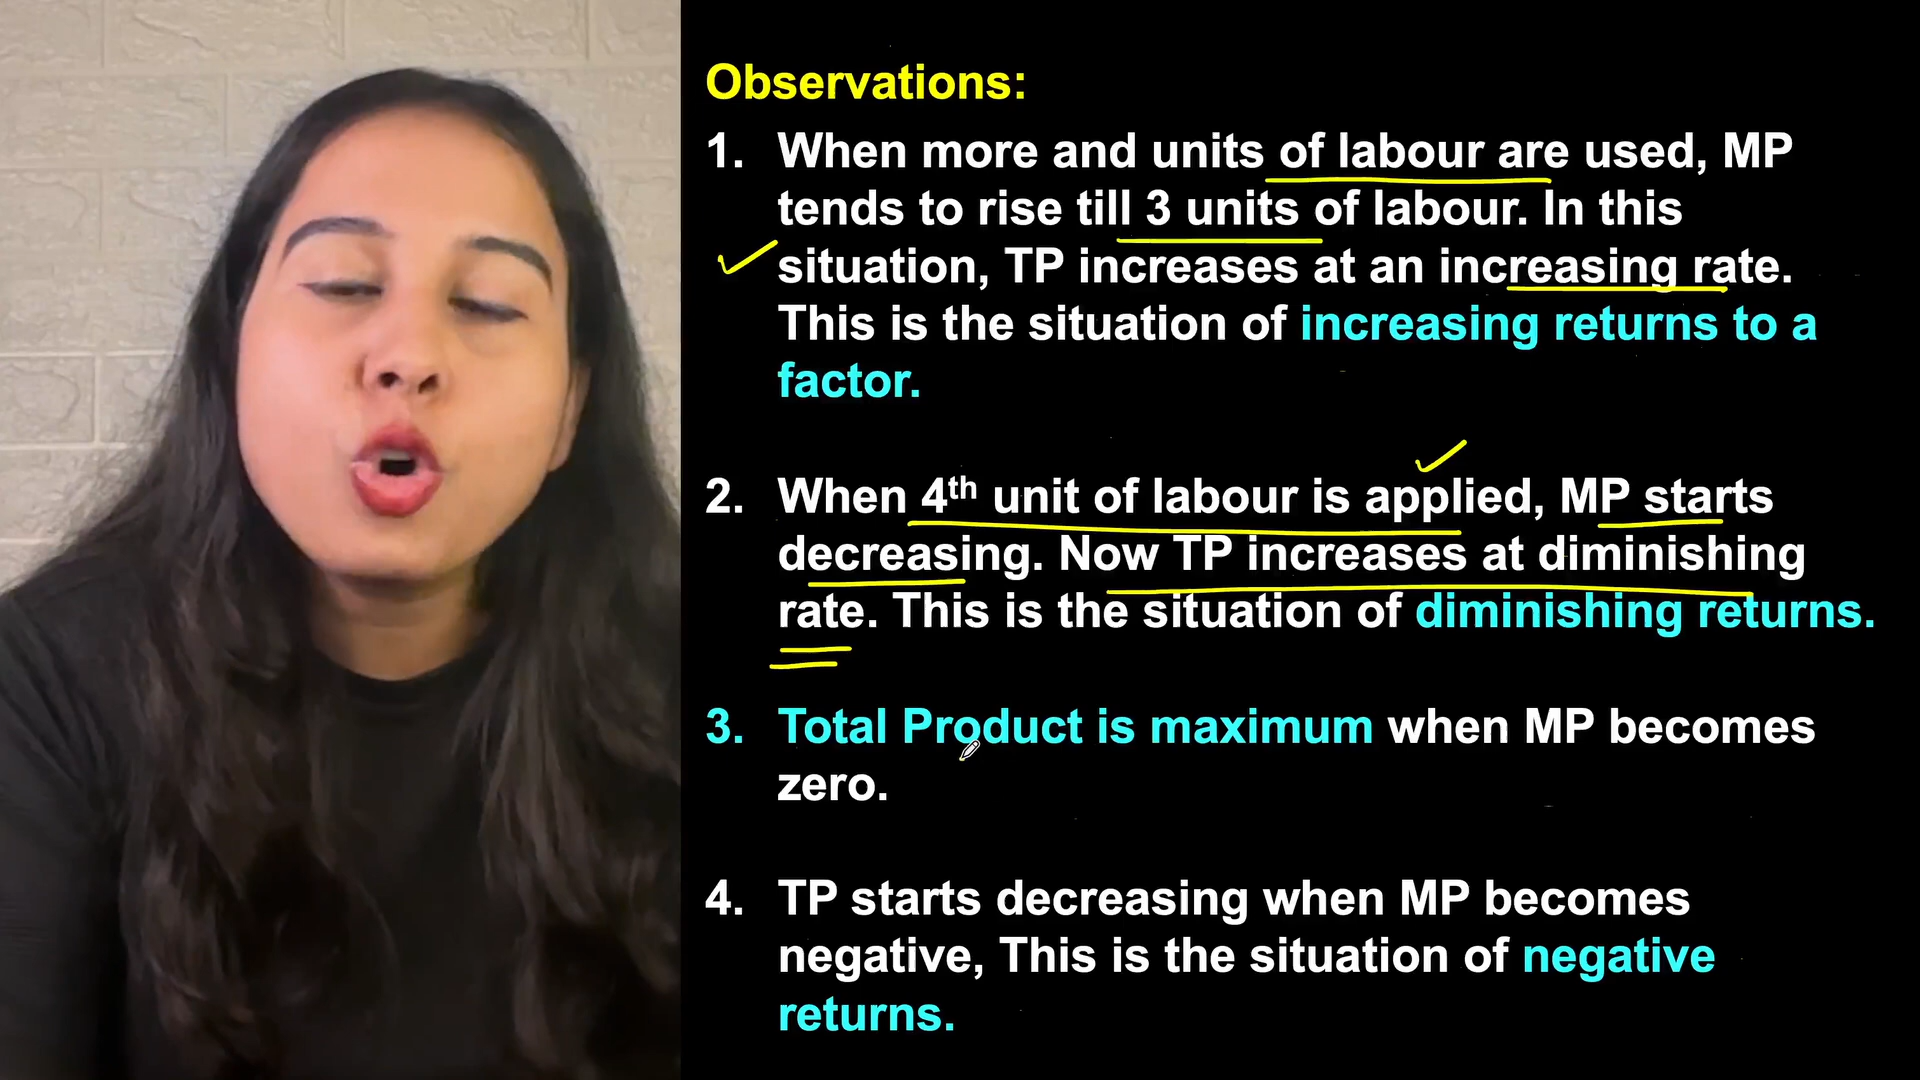 Observations:
1. When more and units of labour are used, MP
tends to rise till 3 units of labour. In this
situation, TP increases at an increasing rate.
This is the situation of increasing returns to a
factor.
2. When 4th unit of labour is applied, MP starts
decreasing. Now TP increases at diminishing
rate. This is the situation of diminishing returns.
3. Total Product is maximum when MP becomes
zero.
4. TP starts decreasing when MP becomes
negative, This is the situation of negative
returns.